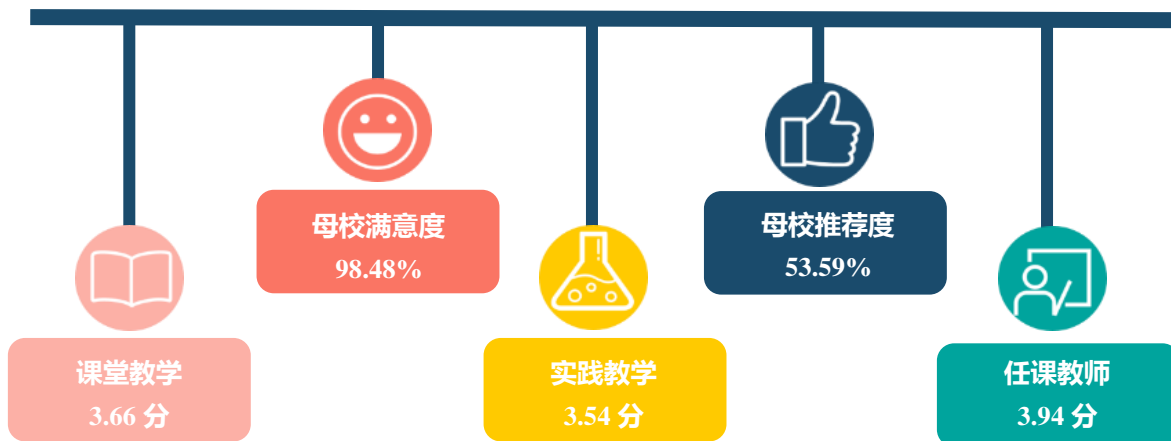 母校满意度
98.48%
母校推荐度
53.59%
课堂教学
3.66 分
实践教学
3.54 分
任课教师
3.94 分